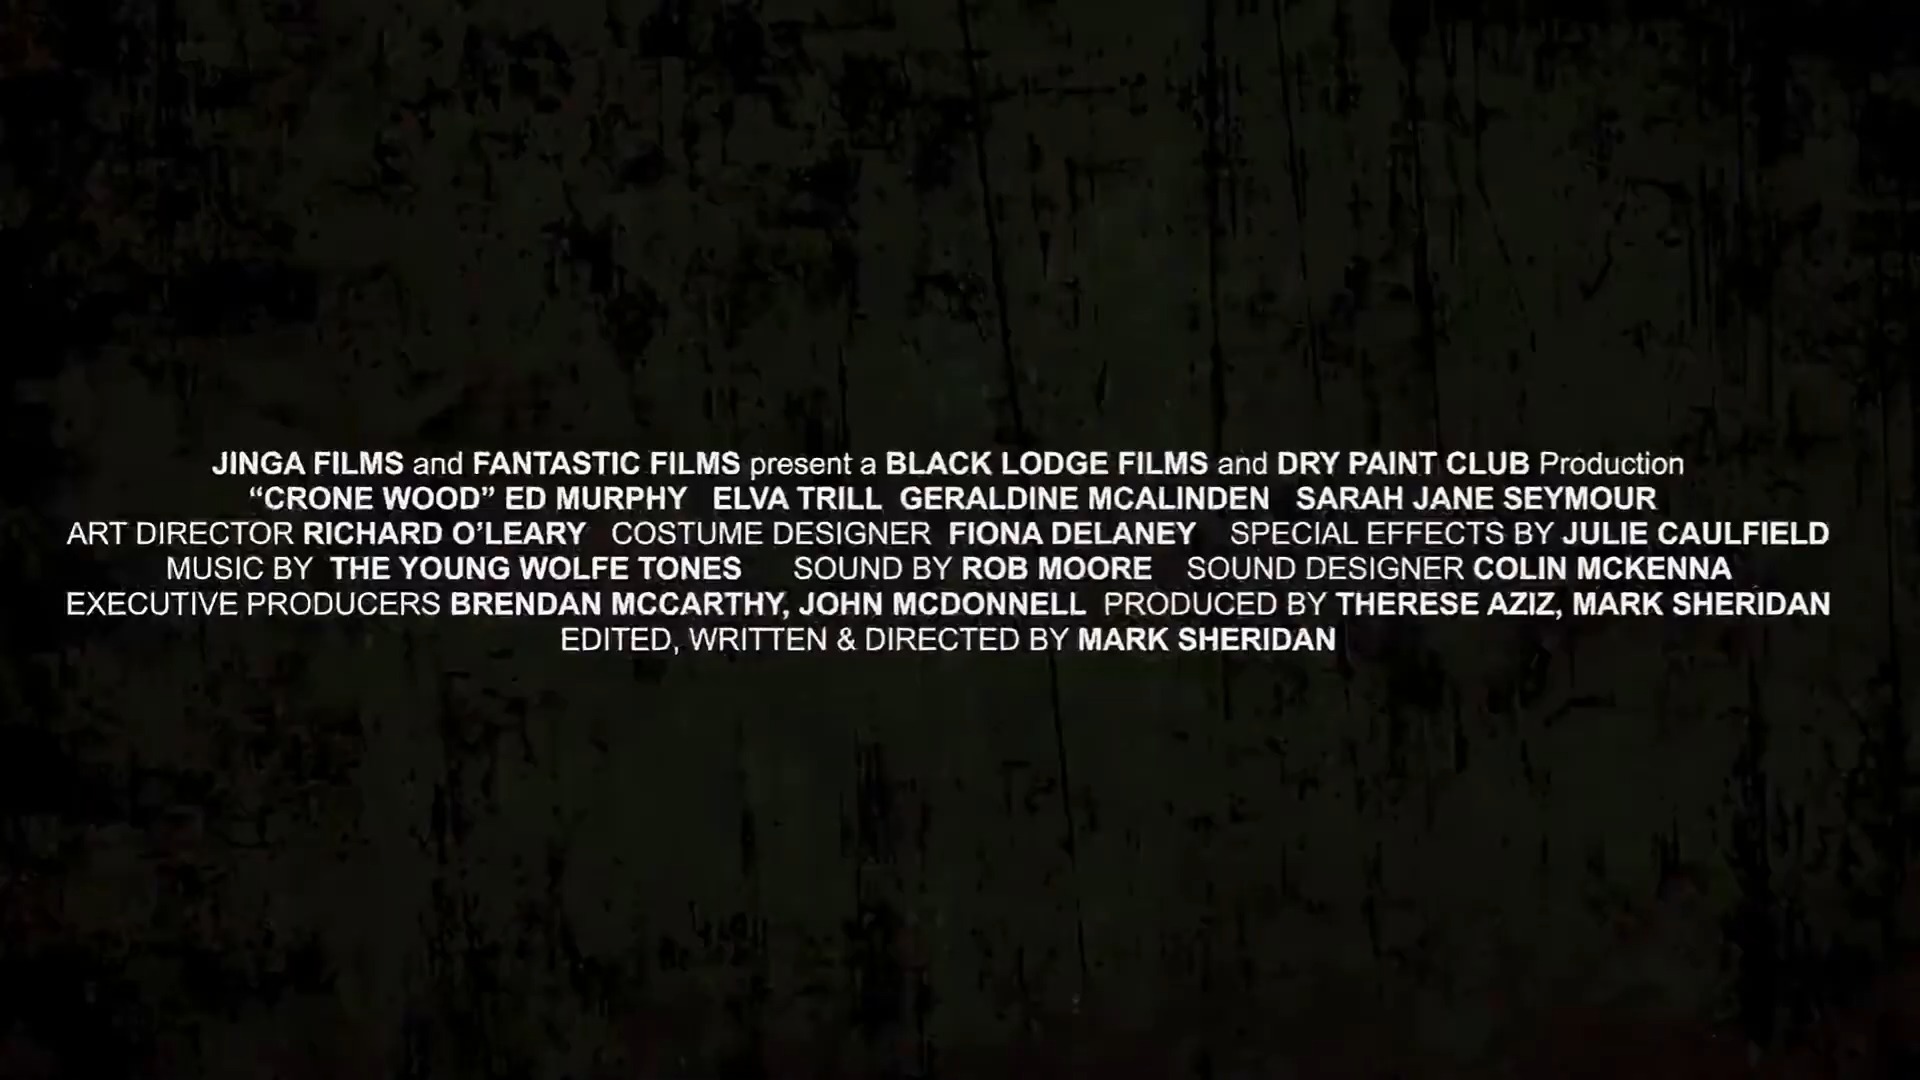 JINGA FILMS and FANTASTIC FILMS present a BLACK LODGE FILMS and DRY PAINT CLUB Production
“CRONE WOOD” ED MURPHY ELVA TRILL GERALDINE MCALINDEN SARAH JANE SEYMOUR
ART DIRECTOR RICHARD O’LEARY COSTUME DESIGNER FIONA DELANEY SPECIAL EFFECTS BY JULIE CAULFIELD
MUSIC BY THE YOUNG WOLFE TONES SOUND BY ROB MOORE SOUND DESIGNER COLIN MCKENNA
EXECUTIVE PRODUCERS BRENDAN MCCARTHY, JOHN MCDONNELL PRODUCED BY THERESE AZIZ, MARK SHERIDAN
EDITED, WRITTEN & DIRECTED BY MARK SHERIDAN